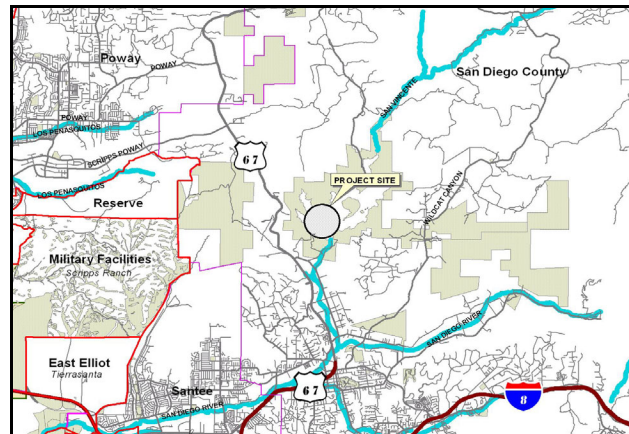 Poway
POWAY
San Diego County
SAN VINCENTE
POWAY
LOS PENASQUITOS
SCRIPPS POWAY
67
PROJECT SITE
LOS PENASQUITOS
Reserve
WILDCAT CANYON
Military Facilities
Scripps Ranch
SAN DIEGO RIVER
East Elliot
Tierrasanta
Santee
67
8
SAN DIEGO RIVER